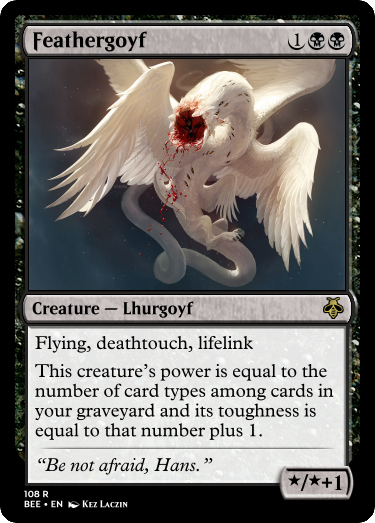 Feathergoyf 1
Creature — Lhurgoyf
Flying, deathtouch, lifelink
This creature's power is equal to the
number of card types among cards in
your graveyard and its toughness is
equal to that number plus 1.
“Be not afraid, Hans.”
★/★+1
108 R
BEE • EN Kez Laczin